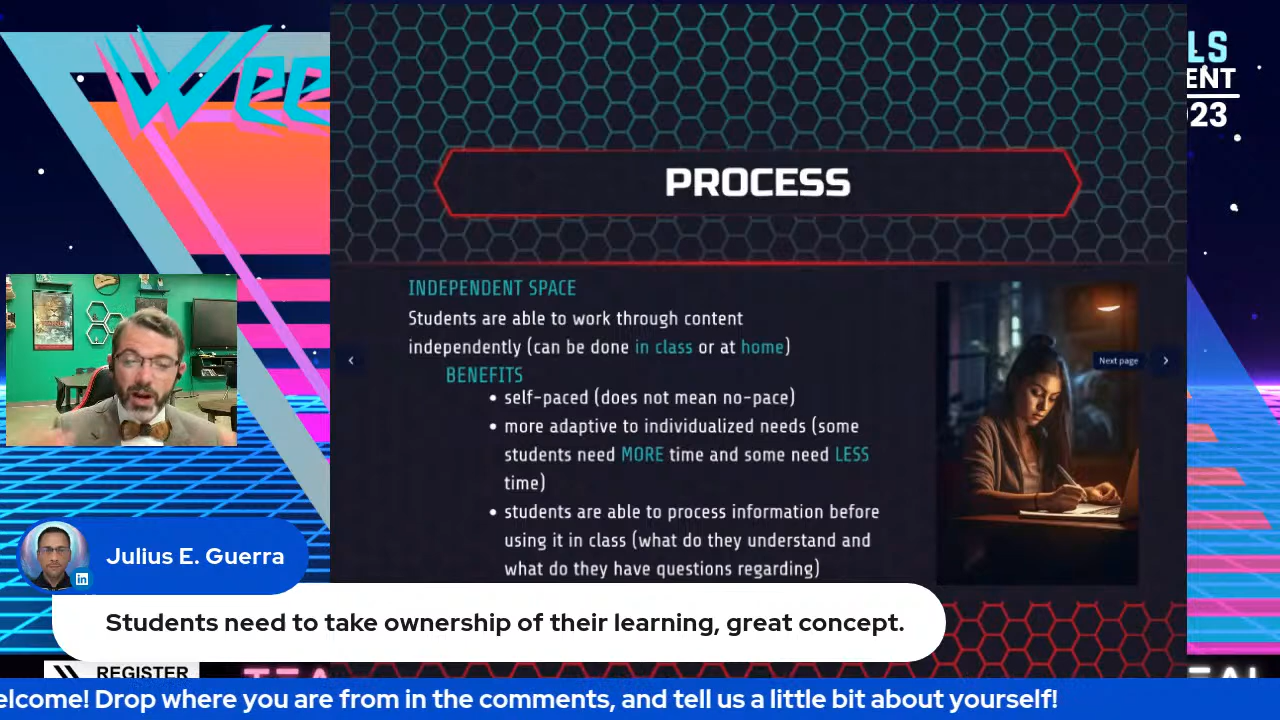 Wee
LS
ENT
23
PROCESS
INDEPENDENT SPACE
Students are able to work through content
independently (can be done in class or at home)
BENEFITS
• self-paced (does not mean no-pace)
• more adaptive to individualized needs (some
students need MORE time and some need LESS
time)
• students are able to process information before
using it in class (what do they understand and
what do they have questions regarding)
Next page
Julius E. Guerra
in
Students need to take ownership of their learning, great concept.
REGISTER
elcome! Drop where you are from in the comments, and tell us a little bit about yourself!